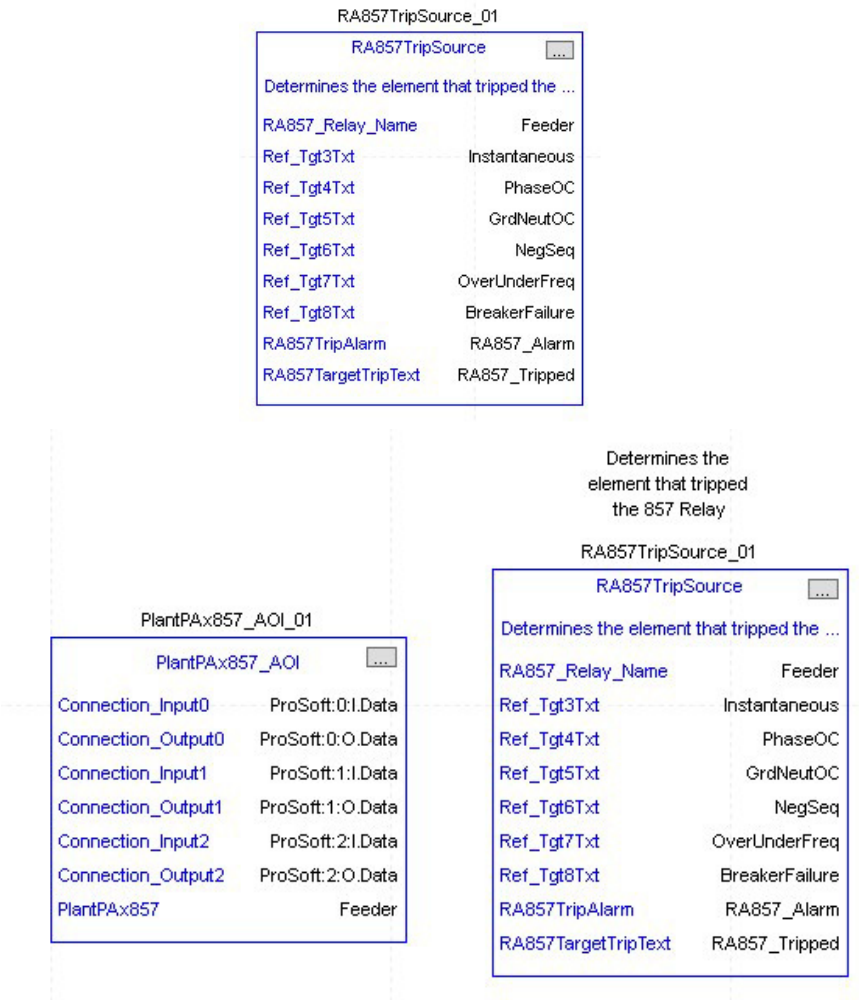 RA857TripSource_01
RA857TripSource ...
Determines the element that tripped the ...
RA857_Relay_Name Feeder
Ref_Tgt3Txt Instantaneous
Ref_Tgt4Txt PhaseOC
Ref_Tgt5Txt GrdNeutOC
Ref_Tgt6Txt NegSeq
Ref_Tgt7Txt OverUnderFreq
Ref_Tgt8Txt BreakerFailure
RA857TripAlarm RA857_Alarm
RA857TargetTripText RA857_Tripped
PlantPAx857_AOI_01
PlantPAx857_AOI ...
Connection_Input0 ProSoft:0:I.Data
Connection_Output0 ProSoft:0:O.Data
Connection_Input1 ProSoft:1:I.Data
Connection_Output1 ProSoft:1:O.Data
Connection_Input2 ProSoft:2:I.Data
Connection_Output2 ProSoft:2:O.Data
PlantPAx857 Feeder
Determines the
element that tripped
the 857 Relay
RA857TripSource_01
RA857TripSource ...
Determines the element that tripped the ...
RA857_Relay_Name Feeder
Ref_Tgt3Txt Instantaneous
Ref_Tgt4Txt PhaseOC
Ref_Tgt5Txt GrdNeutOC
Ref_Tgt6Txt NegSeq
Ref_Tgt7Txt OverUnderFreq
Ref_Tgt8Txt BreakerFailure
RA857TripAlarm RA857_Alarm
RA857TargetTripText RA857_Tripped